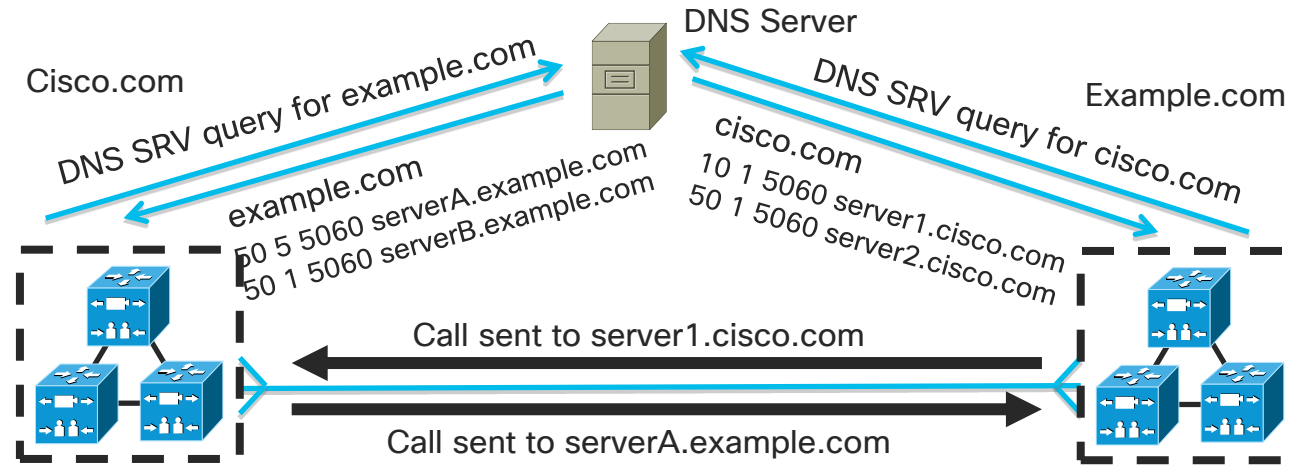 DNS Server
Cisco.com
Example.com
DNS SRV query for example.com
DNS SRV query for cisco.com
example.com
50 5 5060 serverA.example.com
50 1 5060 serverB.example.com
cisco.com
10 1 5060 server1.cisco.com
50 1 5060 server2.cisco.com
Call sent to server1.cisco.com
Call sent to serverA.example.com